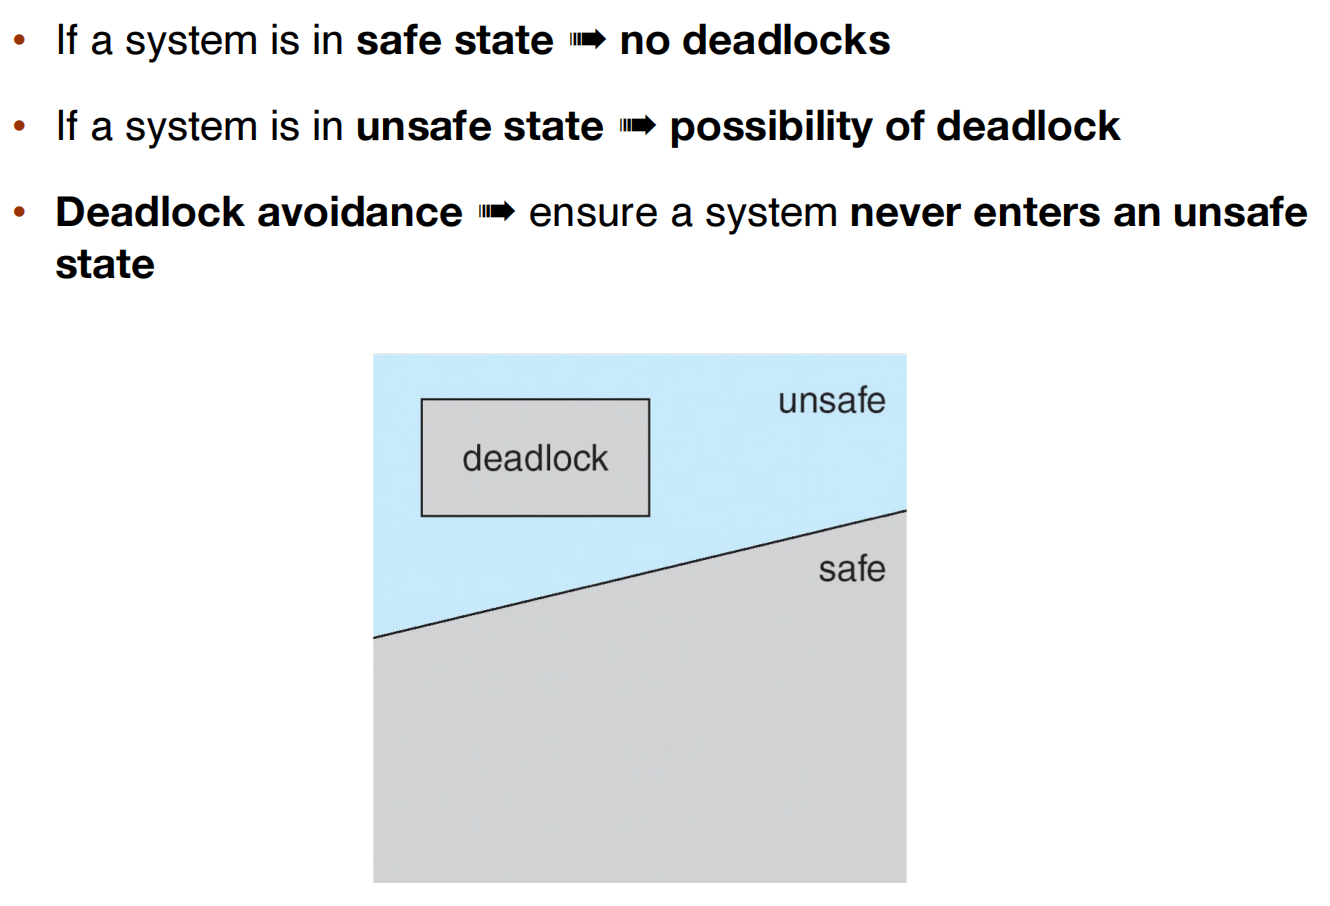 • If a system is in safe state ➠ no deadlocks
• If a system is in unsafe state ➠ possibility of deadlock
• Deadlock avoidance ➠ ensure a system never enters an unsafe
state
unsafe
deadlock
safe